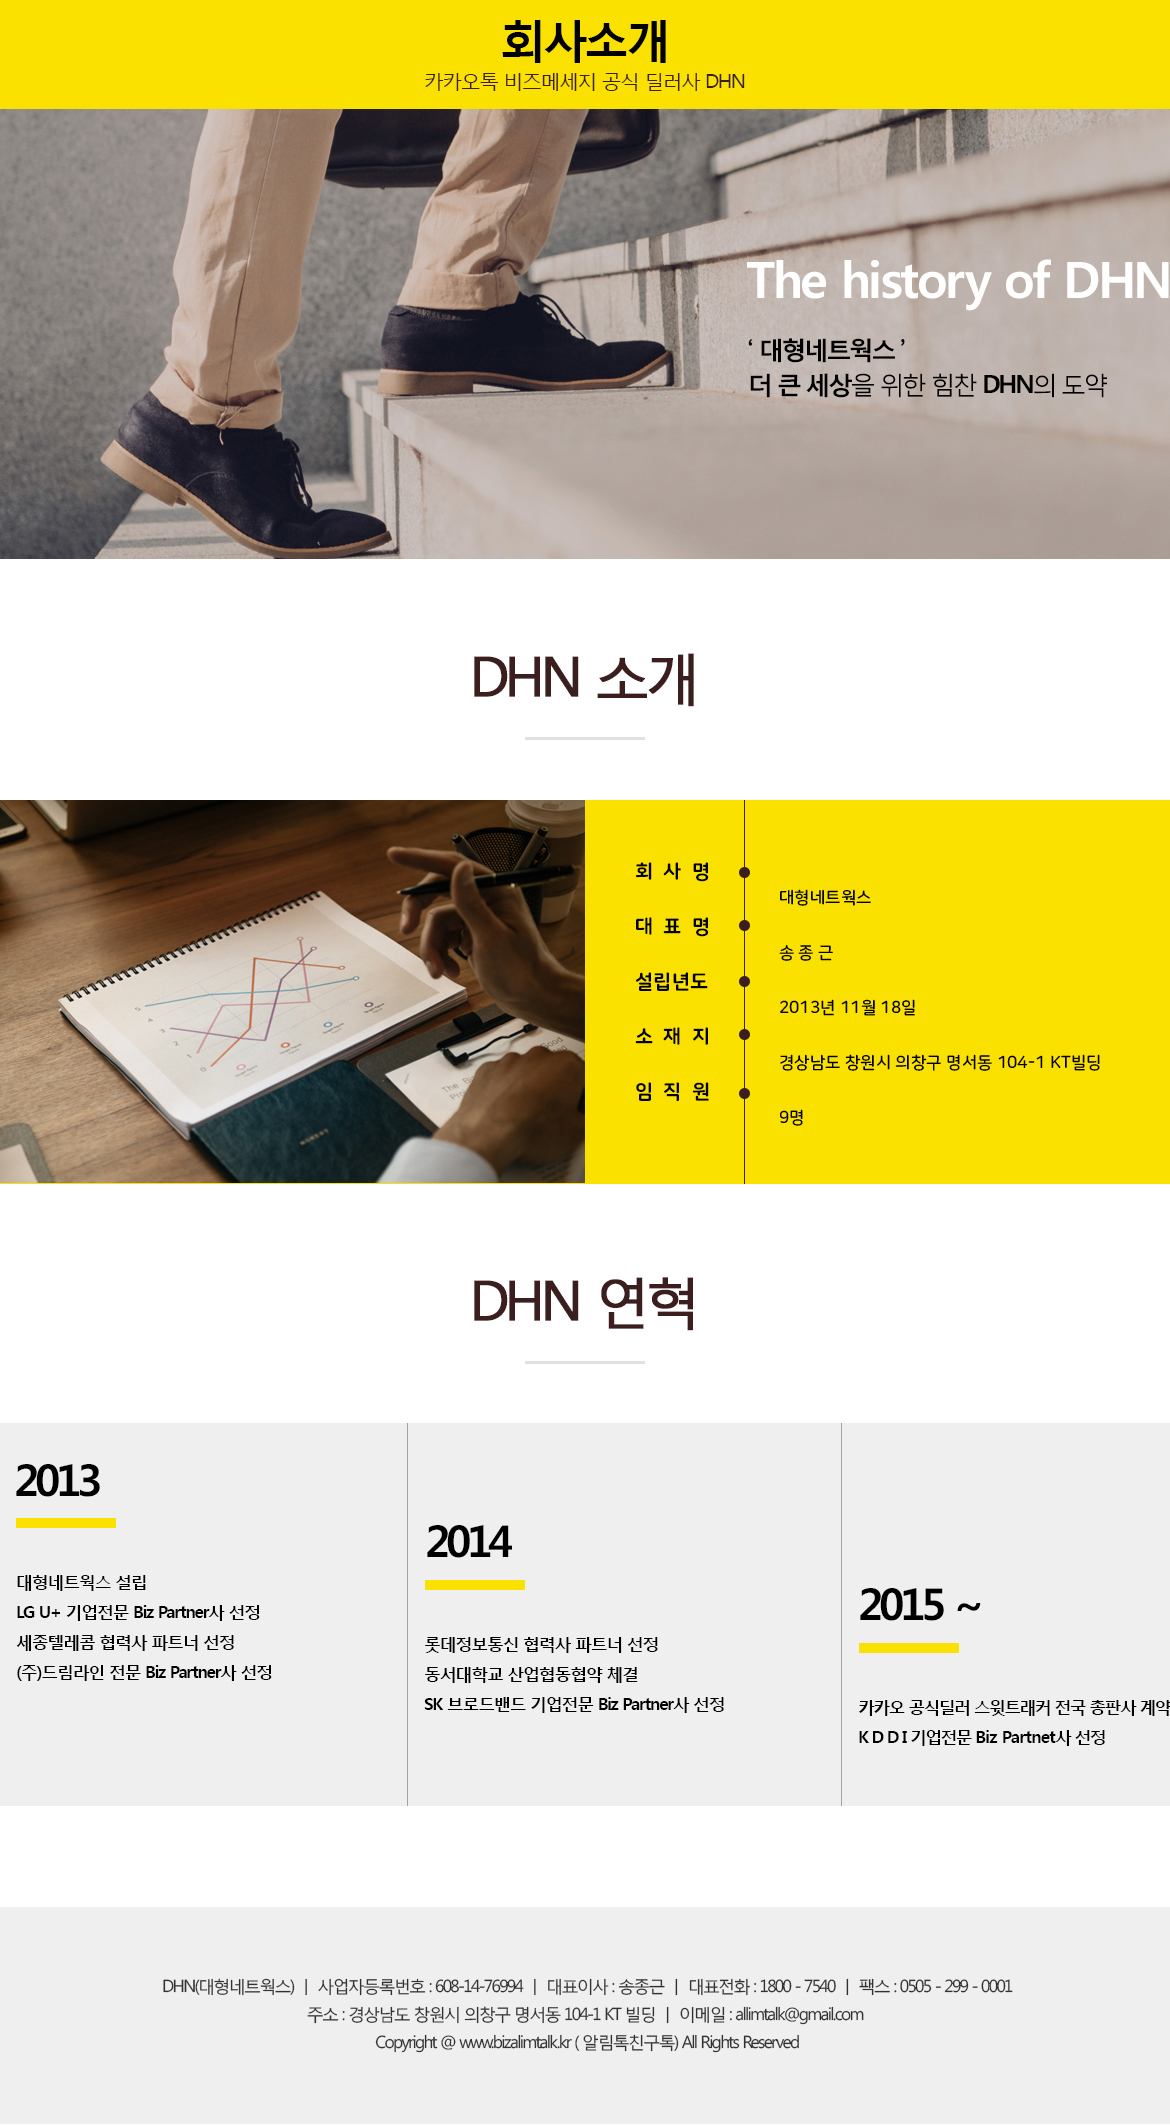 회사소개
카카오톡 비즈메세지 공식 딜러사 DHN
The history of DHN
‘ 대형네트웍스 ’
더 큰 세상을 위한 힘찬 DHN의 도약
DHN 소개
회 사 명
대형네트웍스
대 표 명
송 종 근
설립년도
2013년 11월 18일
소 재 지
경상남도 창원시 의창구 명서동 104-1 KT빌딩
임 직 원
9명
DHN 연혁
2013
대형네트웍스 설립
LG U+ 기업전문 Biz Partner사 선정
세종텔레콤 협력사 파트너 선정
(주)드림라인 전문 Biz Partner사 선정
2014
롯데정보통신 협력사 파트너 선정
동서대학교 산업협동협약 체결
SK 브로드밴드 기업전문 Biz Partner사 선정
2015 ~
카카오 공식딜러 스윗트래커 전국 총판사 계약
K D D I 기업전문 Biz Partnet사 선정
DHN(대형네트웍스) | 사업자등록번호 : 608-14-76994 | 대표이사 : 송종근 | 대표전화 : 1800 - 7540 | 팩스 : 0505 - 299 - 0001
주소 : 경상남도 창원시 의창구 명서동 104-1 KT 빌딩 | 이메일 : allimtalk@gmail.com
Copyright @ www.bizalimtalk.kr ( 알림톡친구톡) All Rights Reserved